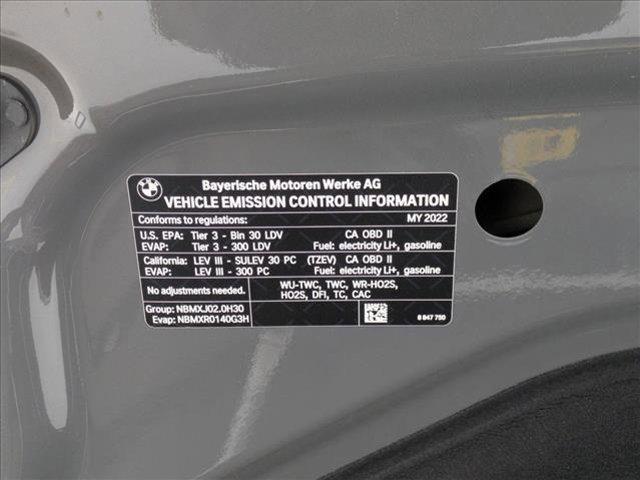 BMW
Bayerische Motoren Werke AG
VEHICLE EMISSION CONTROL INFORMATION
Conforms to regulations: MY 2022
U.S. EPA: Tier 3 - Bin 30 LDV CA OBD II
EVAP: Tier 3 - 300 LDV Fuel: electricity Li+, gasoline
California: LEV III - SULEV 30 PC (TZEV) CA OBD II
EVAP: LEV III - 300 PC Fuel: electricity Li+, gasoline
No adjustments needed. WU-TWC, TWC, WR-HO2S,
HO2S, DFI, TC, CAC
Group: NBMXJ02.0H30
Evap: NBMXR0140G3H 8 847 750